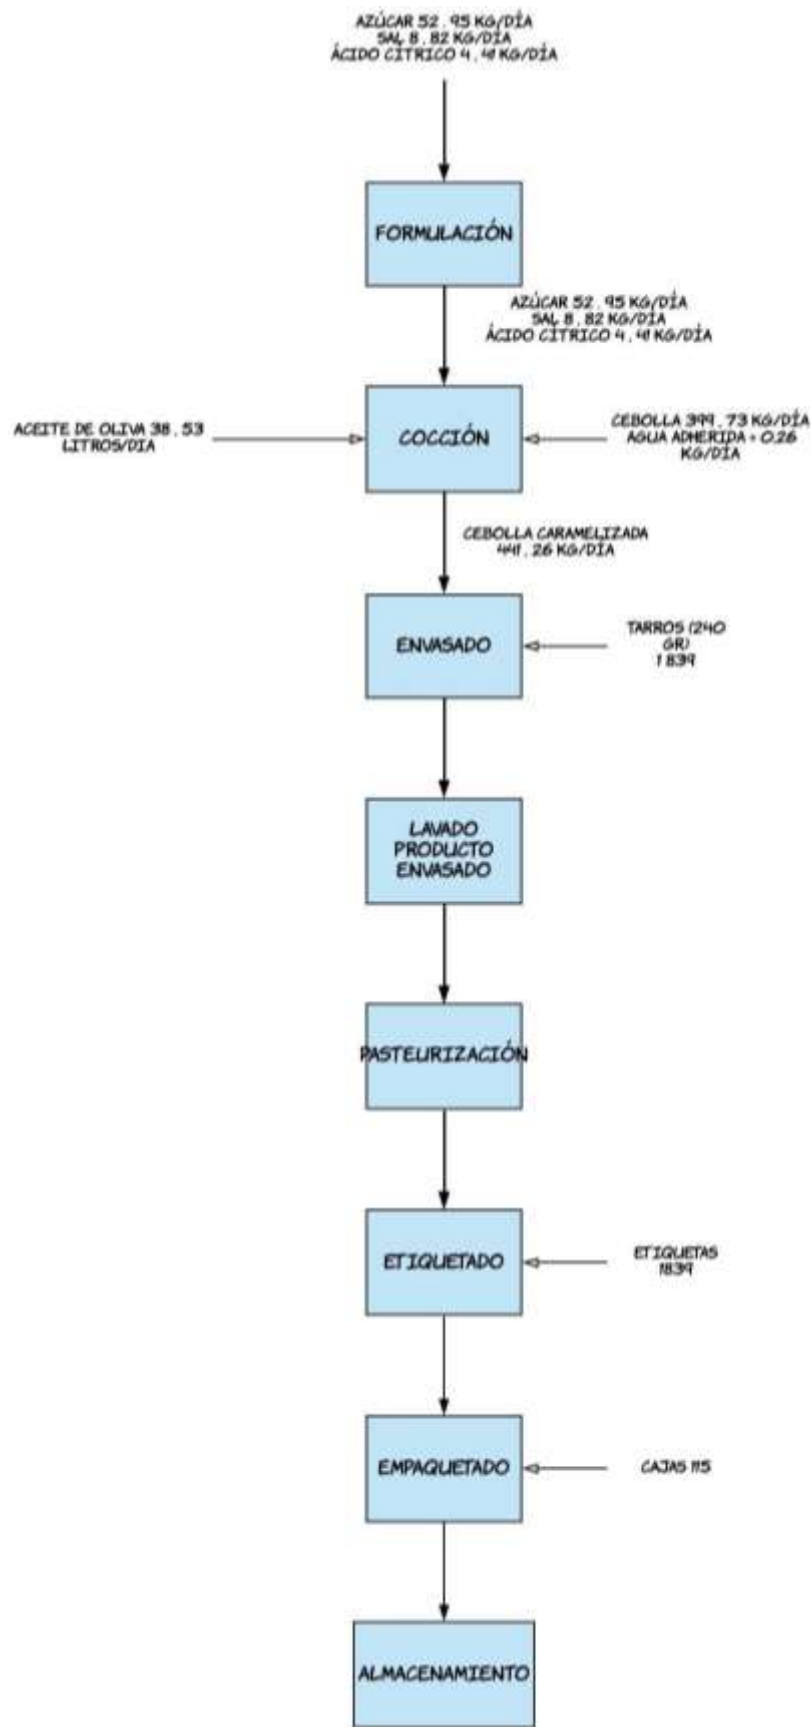 AZÚCAR 52.95 KG/DÍA
SAL 8.82 KG/DÍA
ÁCIDO CÍTRICO 4.41 KG/DÍA
FORMULACIÓN
AZÚCAR 52.95 KG/DÍA
SAL 8.82 KG/DÍA
ÁCIDO CÍTRICO 4.41 KG/DÍA
ACEITE DE OLIVA 38.53
LITROS/DIA
COCCIÓN
CEBOLLA 399.73 KG/DÍA
AGUA ADHERIDA = 0.26
KG/DÍA
CEBOLLA CARAMELIZADA
441.26 KG/DÍA
ENVASADO
TARROS (240
GR)
1839
LAVADO
PRODUCTO
ENVASADO
PASTEURIZACIÓN
ETIQUETADO
ETIQUETAS
1839
EMPAQUETADO
CAJAS 115
ALMACENAMIENTO